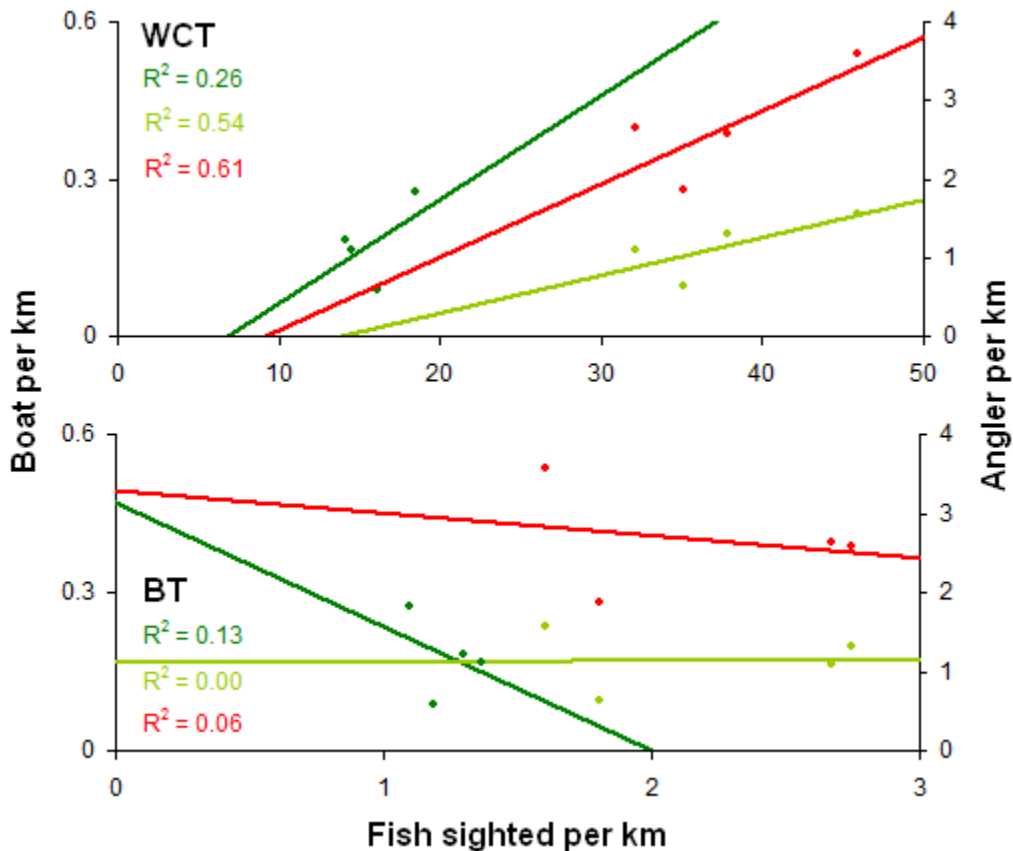 WCT
R² = 0.26
R² = 0.54
R² = 0.61
0.6
0.3
0
4
3
2
1
0
0 10 20 30 40 50
Boat per km
Angler per km
0.6
0.3
0
4
3
2
1
0
BT
R² = 0.13
R² = 0.00
R² = 0.06
0 1 2 3
Fish sighted per km